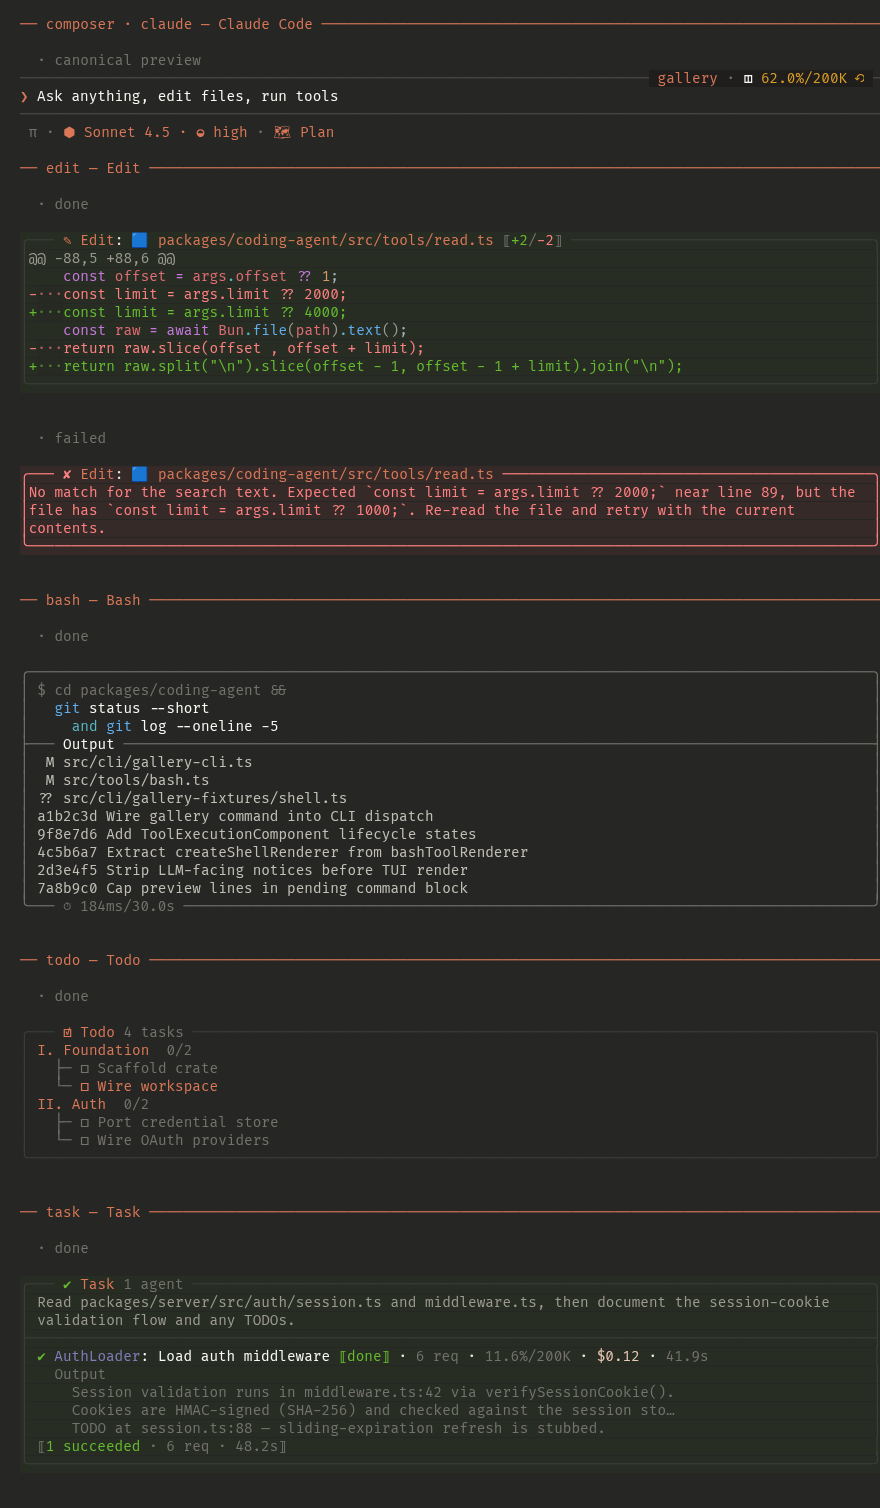 composer · claude — Claude Code
· canonical preview
gallery · ◫ 62.0%/200K ⟲
❯ Ask anything, edit files, run tools
π · ⬢ Sonnet 4.5 · ◒ high · 🗺 Plan
edit — Edit
· done
✎ Edit: 🟦 packages/coding-agent/src/tools/read.ts ⟦+2/-2⟧
@@ -88,5 +88,6 @@
const offset = args.offset ?? 1;
-···const limit = args.limit ?? 2000;
+···const limit = args.limit ?? 4000;
const raw = await Bun.file(path).text();
-···return raw.slice(offset , offset + limit);
+···return raw.split("\n").slice(offset - 1, offset - 1 + limit).join("\n");
· failed
✘ Edit: 🟦 packages/coding-agent/src/tools/read.ts
No match for the search text. Expected `const limit = args.limit ?? 2000;` near line 89, but the
file has `const limit = args.limit ?? 1000;`. Re-read the file and retry with the current
contents.
bash — Bash
· done
$ cd packages/coding-agent &&
git status --short
and git log --oneline -5
Output
M src/cli/gallery-cli.ts
M src/tools/bash.ts
?? src/cli/gallery-fixtures/shell.ts
a1b2c3d Wire gallery command into CLI dispatch
9f8e7d6 Add ToolExecutionComponent lifecycle states
4c5b6a7 Extract createShellRenderer from bashToolRenderer
2d3e4f5 Strip LLM-facing notices before TUI render
7a8b9c0 Cap preview lines in pending command block
⏱ 184ms/30.0s
todo — Todo
· done
☑ Todo 4 tasks
I. Foundation 0/2
├─ ☐ Scaffold crate
└─ ☐ Wire workspace
II. Auth 0/2
├─ ☐ Port credential store
└─ ☐ Wire OAuth providers
task — Task
· done
✔ Task 1 agent
Read packages/server/src/auth/session.ts and middleware.ts, then document the session-cookie
validation flow and any TODOs.
✔ AuthLoader: Load auth middleware ⟦done⟧ · 6 req · 11.6%/200K · $0.12 · 41.9s
Output
Session validation runs in middleware.ts:42 via verifySessionCookie().
Cookies are HMAC-signed (SHA-256) and checked against the session sto…
TODO at session.ts:88 — sliding-expiration refresh is stubbed.
⟦1 succeeded · 6 req · 48.2s⟧